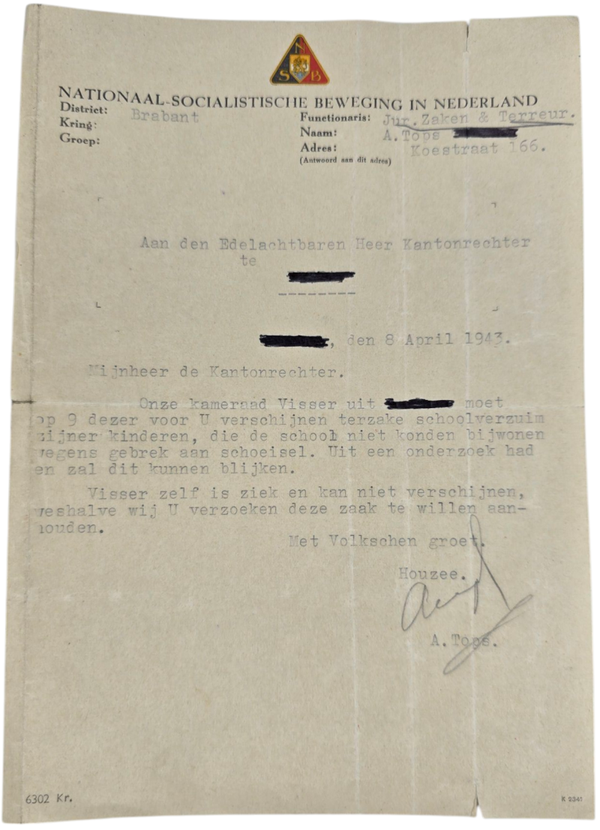 N
S B
NATIONAAL-SOCIALISTISCHE BEWEGING IN NEDERLAND
District: Brabant
Kring:
Groep:
Functionaris: Jur. Zaken & Terreur.
Naam: A.Tops
Adres: Koestraat 166.
(Antwoord aan dit adres)
Aan den Edelachtbaren Heer Kantonrechter
te
--------
, den 8 April 1943.
Mijnheer de Kantonrechter.
Onze kameraad Visser uit moet
op 9 dezer voor U verschijnen terzake schoolverzuim
zijner kinderen, die de school niet konden bijwonen
wegens gebrek aan schoeisel. Uit een onderzoek had
en zal dit kunnen blijken.
Visser zelf is ziek en kan niet verschijnen,
weshalve wij U verzoeken deze zaak te willen aan-
houden.
Met Volkschen groet.
Houzee.
A.Tops.
6302 Kr.